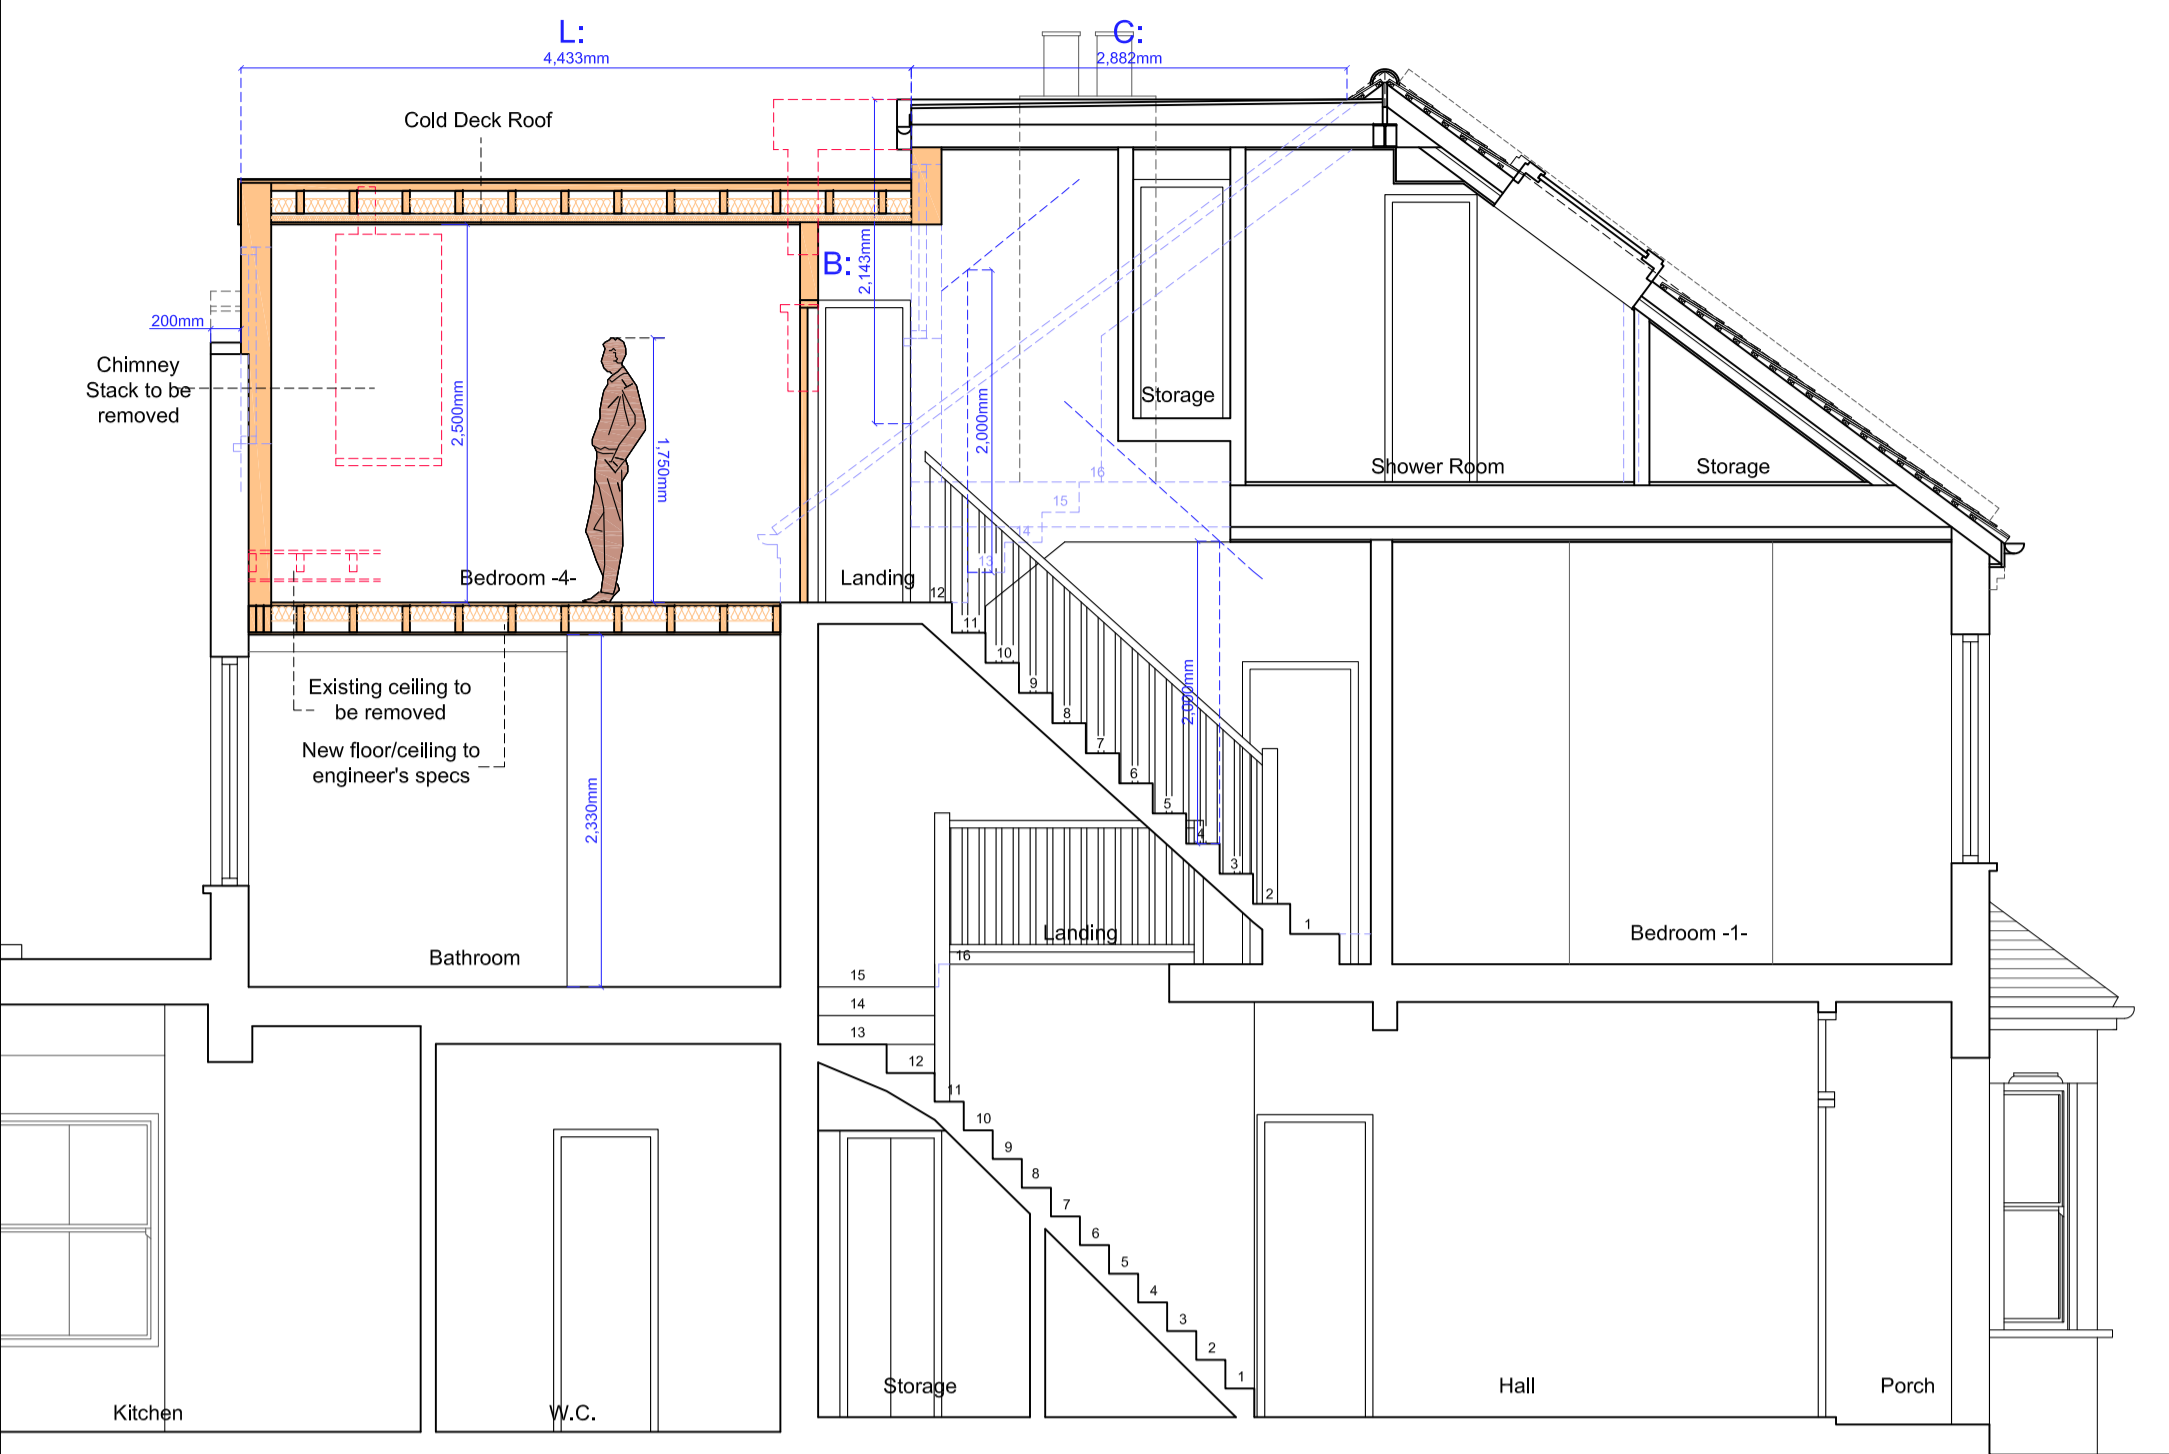 L:
4,433mm
C:
2,882mm
Cold Deck Roof
B:
2,143mm
200mm
Chimney
Stack to be
removed
2,500mm
1,750mm
2,000mm
Storage
Shower Room
Storage
16
15
14
13
Bedroom -4-
Landing
12
11
10
9
8
7
6
5
4
3
2
1
2,000mm
Existing ceiling to
be removed
New floor/ceiling to
engineer's specs
2,330mm
Bathroom
Landing
Bedroom -1-
16
15
14
13
12
11
10
9
8
7
6
5
4
3
2
1
Kitchen
W.C.
Storage
Hall
Porch